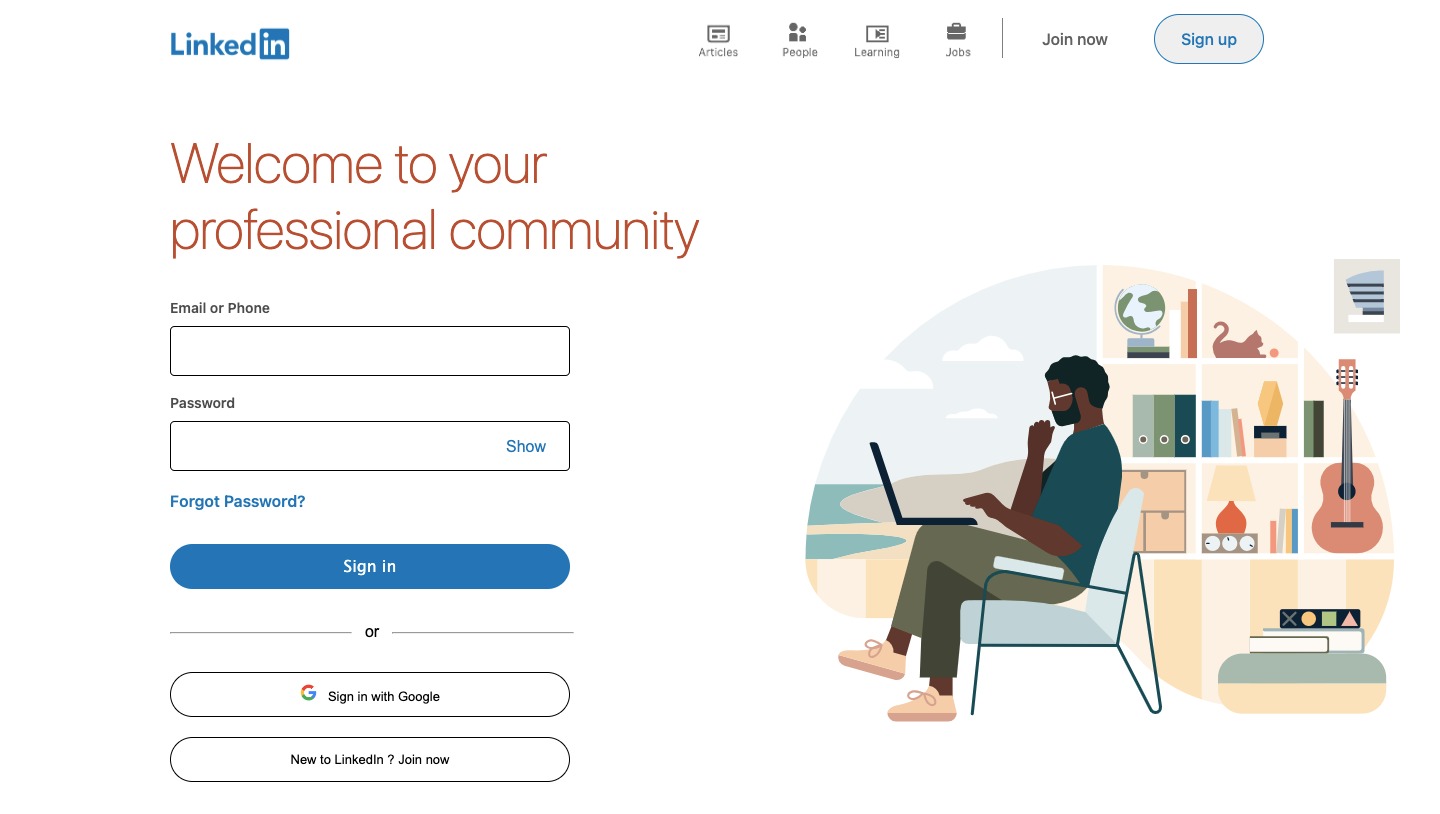 Linkedin
Articles
People
Learning
Jobs
Join now
Sign up
Welcome to your
professional community
Email or Phone
Password
Show
Forgot Password?
Sign in
or
Sign in with Google
New to LinkedIn ? Join now